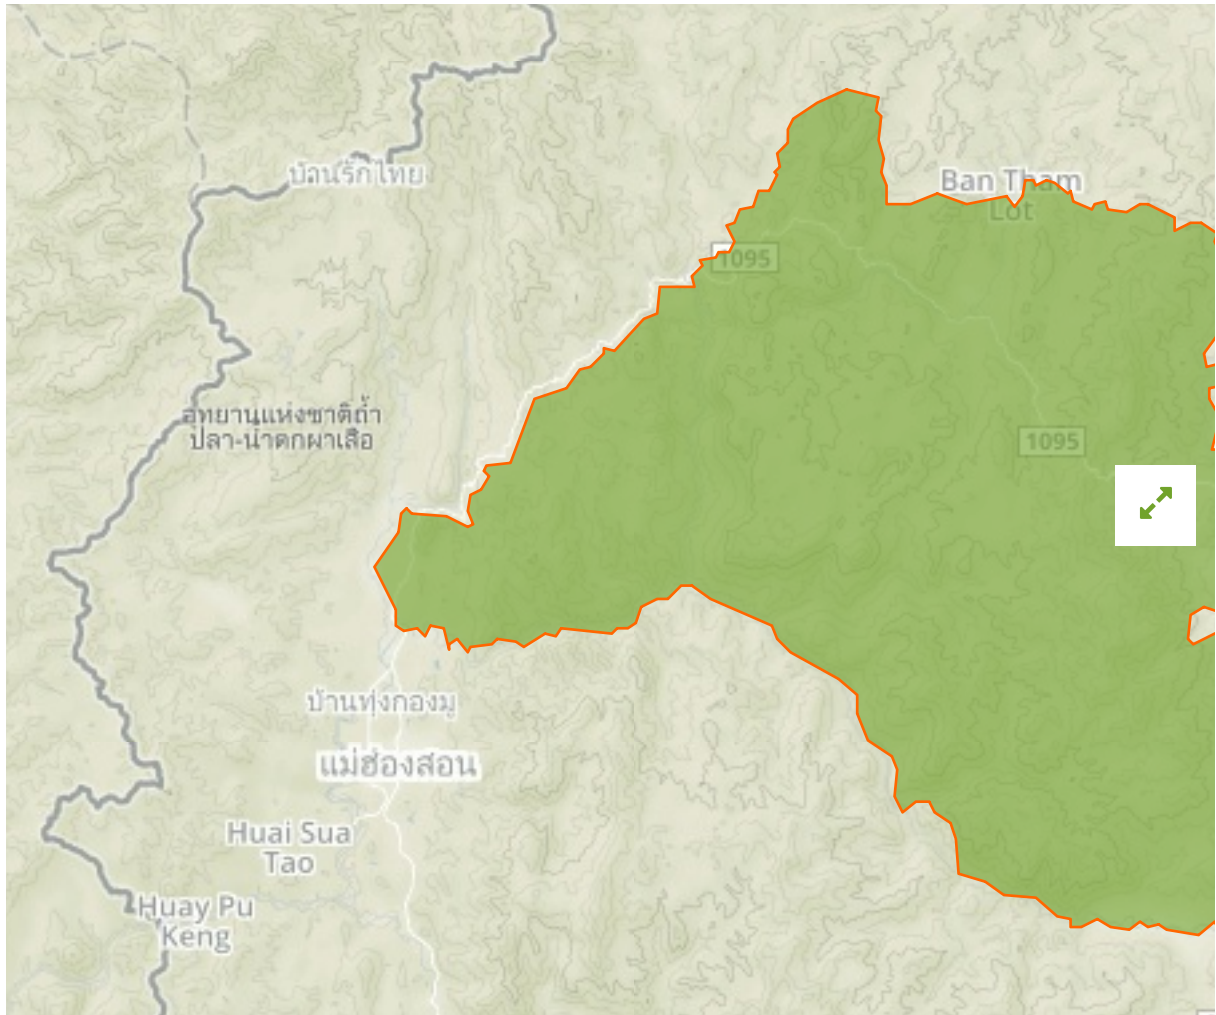 บ้านรักไทย
Ban Tham
Lot
1095
อุทยานแห่งชาติถ้ำ
ปลา-น้ำตกผาเสื่อ
1095
บ้านทุ่งกองมู
แม่ฮ่องสอน
Huai Sua
Tao
Huay Pu
Keng